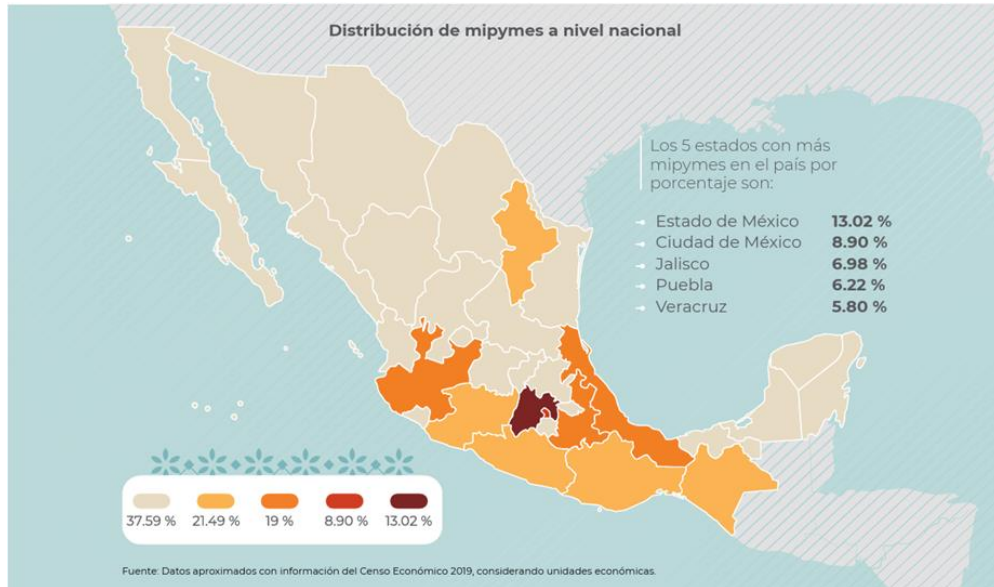 Distribución de mipymes a nivel nacional
Los 5 estados con más
mipymes en el país por
porcentaje son:
Estado de México 13.02 %
Ciudad de México 8.90 %
Jalisco 6.98 %
Puebla 6.22 %
Veracruz 5.80 %
37.59 % 21.49 % 19 % 8.90 % 13.02 %
Fuente: Datos aproximados con información del Censo Económico 2019, considerando unidades económicas.